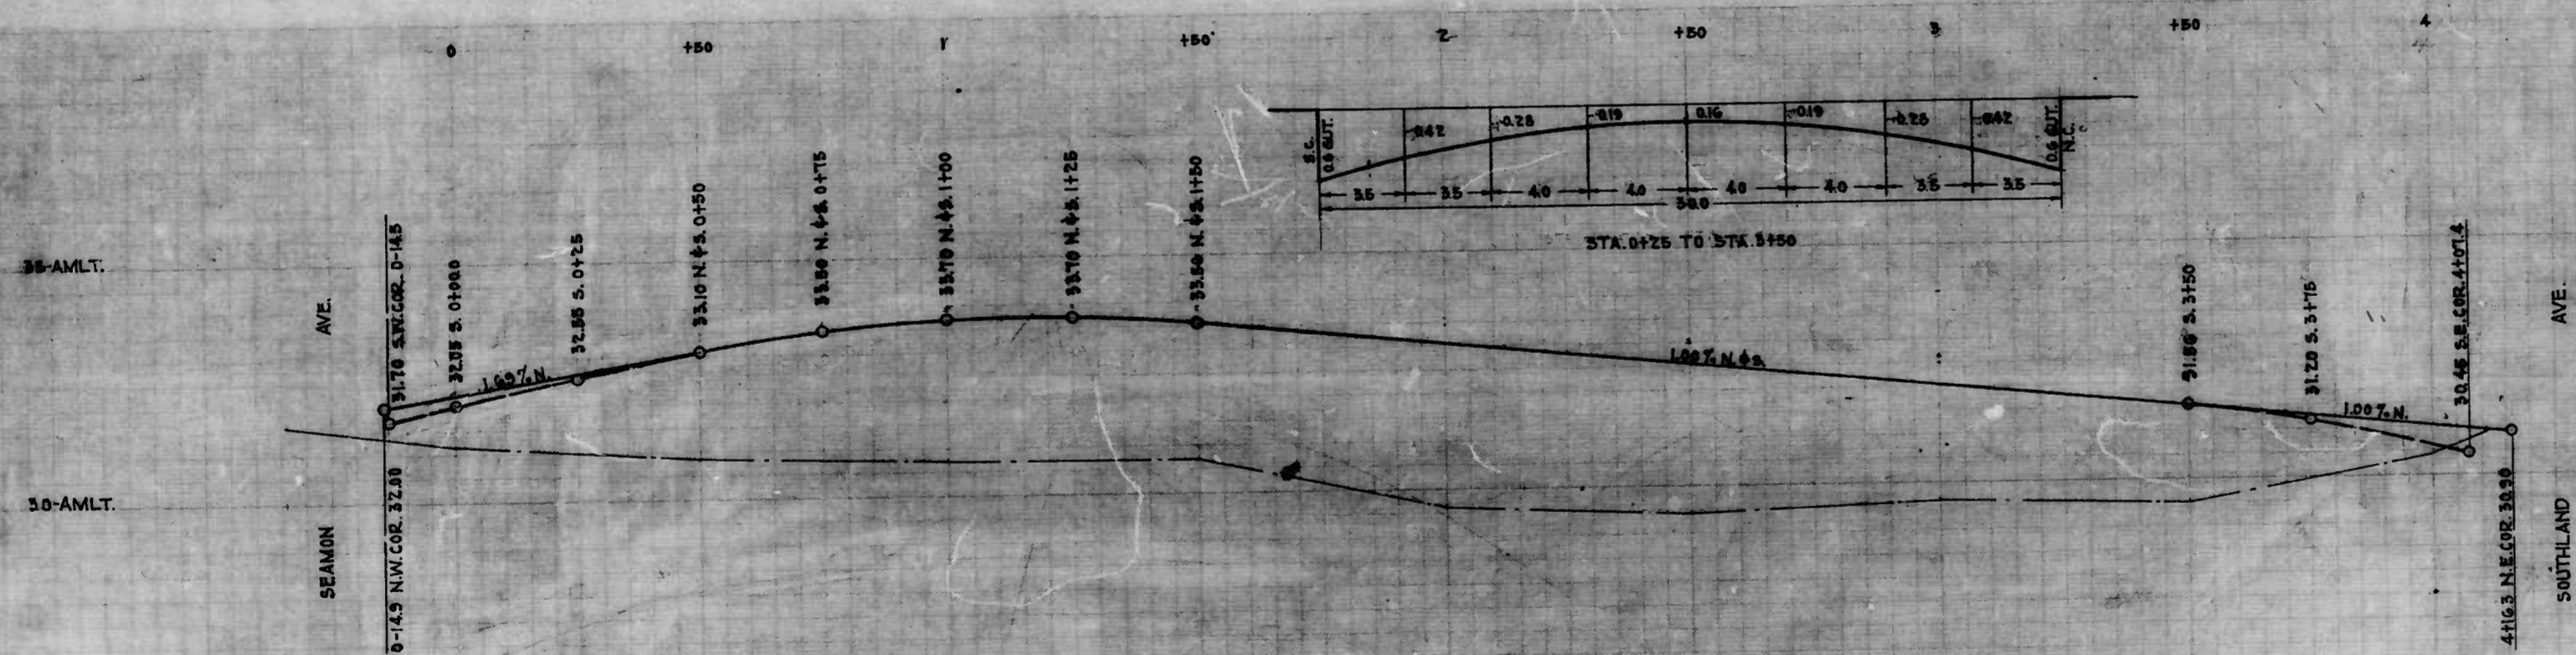 0 +50 1 +50 2 +50 3 +50 4
S.C.
0.6 GUT.
-0.42 -0.28 -0.19 0.16 -0.19 -0.28 -0.42
0.6 GUT.
N.C.
3.5 3.5 4.0 4.0 4.0 4.0 3.5 3.5
30.0
STA. 0+25 TO STA. 3+50
35-AMLT.
30-AMLT.
SEAMON AVE.
31.70 S.W.COR. 0-14.5
0-14.9 N.W.COR. 32.00
32.05 S. 0+00.0
1.69% N.
32.55 S. 0+25
33.10 N.&S. 0+50
33.50 N.&S. 0+75
33.70 N.&S. 1+00
33.70 N.&S. 1+25
33.50 N.&S. 1+50
1.00% N.&S.
S. 3+50
31.20 S. 3+75
1.00% N.
30.45 S.E.COR. 4+07.4
4+16.3 N.E.COR. 30.90
SOUTHLAND AVE.